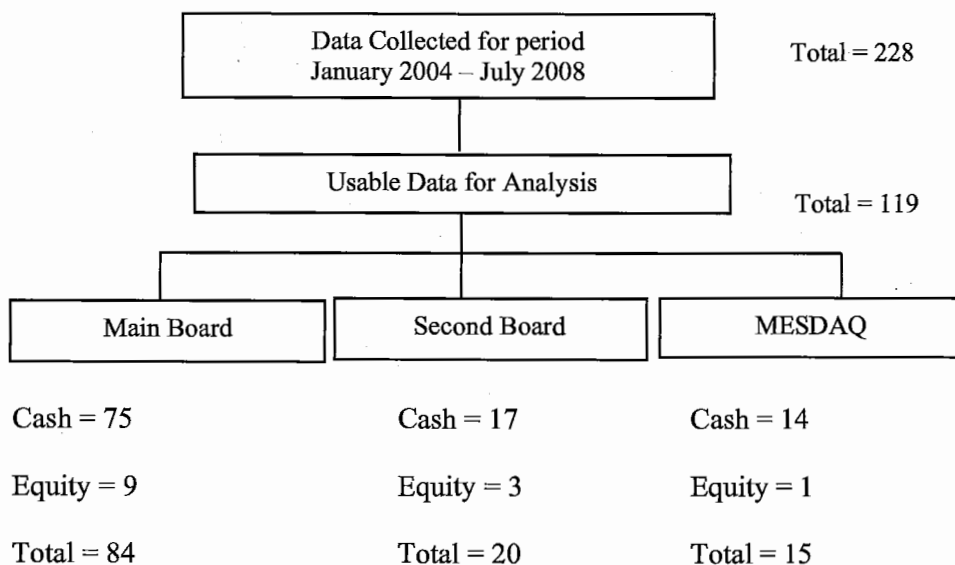 Data Collected for period
January 2004 – July 2008
Total = 228
Usable Data for Analysis
Total = 119
Main Board
Second Board
MESDAQ
Cash = 75
Cash = 17
Cash = 14
Equity = 9
Equity = 3
Equity = 1
Total = 84
Total = 20
Total = 15